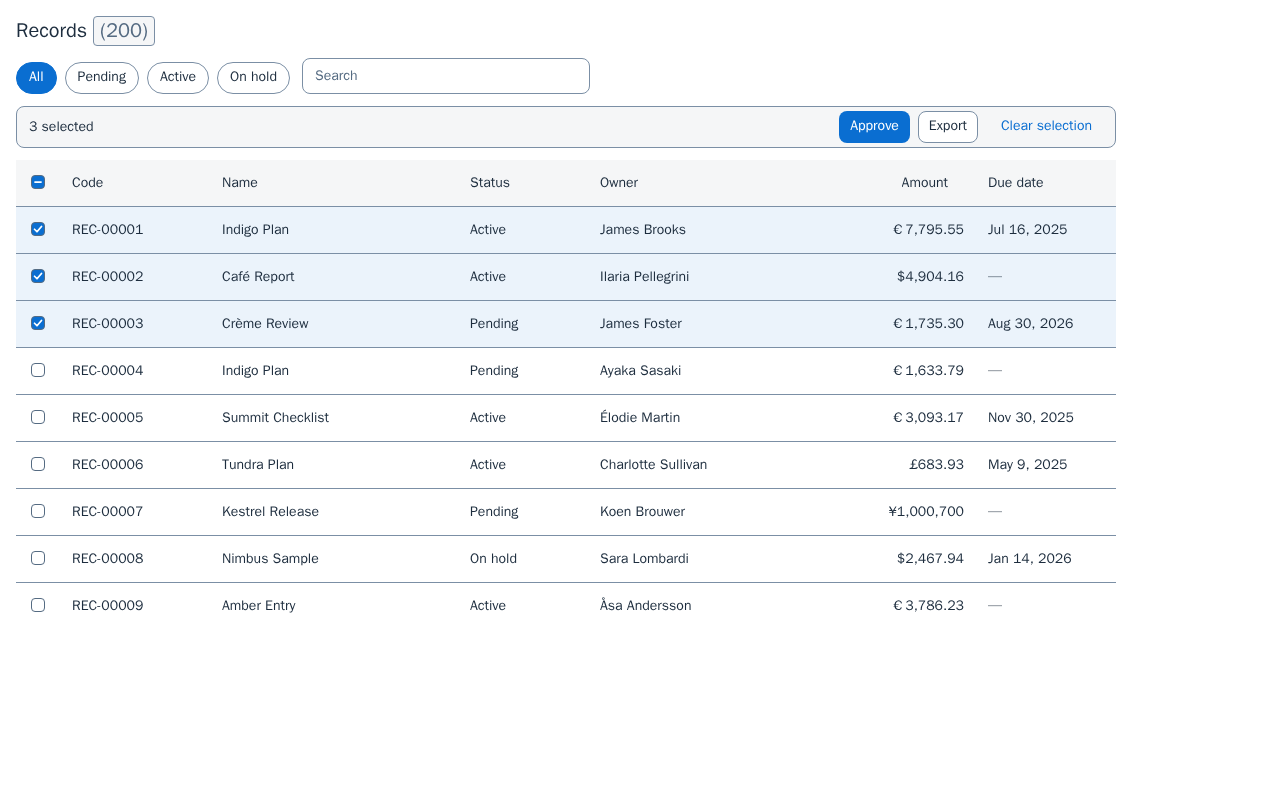 Records (200)
All Pending Active On hold Search
3 selected Approve Export Clear selection
Code Name Status Owner Amount Due date
REC-00001 Indigo Plan Active James Brooks € 7,795.55 Jul 16, 2025
REC-00002 Café Report Active Ilaria Pellegrini $4,904.16 —
REC-00003 Crème Review Pending James Foster € 1,735.30 Aug 30, 2026
REC-00004 Indigo Plan Pending Ayaka Sasaki € 1,633.79 —
REC-00005 Summit Checklist Active Élodie Martin € 3,093.17 Nov 30, 2025
REC-00006 Tundra Plan Active Charlotte Sullivan £683.93 May 9, 2025
REC-00007 Kestrel Release Pending Koen Brouwer ¥1,000,700 —
REC-00008 Nimbus Sample On hold Sara Lombardi $2,467.94 Jan 14, 2026
REC-00009 Amber Entry Active Åsa Andersson € 3,786.23 —